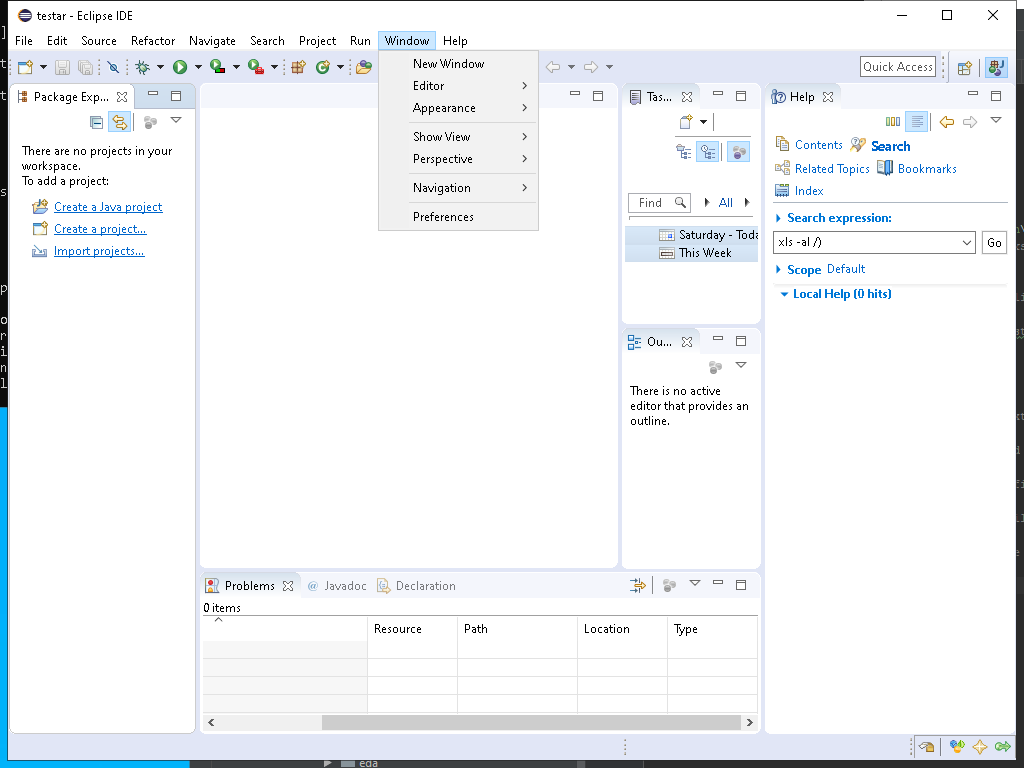 testar - Eclipse IDE
File Edit Source Refactor Navigate Search Project Run Window Help
New Window
Editor
Appearance
Show View
Perspective
Navigation
Preferences
Quick Access
Package Exp...
There are no projects in your
workspace.
To add a project:
Create a Java project
Create a project...
Import projects...
Tas...
Find All
Saturday - Toda
This Week
Ou...
There is no active
editor that provides an
outline.
Help
Contents Search
Related Topics Bookmarks
Index
Search expression:
xls -al /) Go
Scope Default
Local Help (0 hits)
Problems @ Javadoc Declaration
0 items
Resource Path Location Type
eda